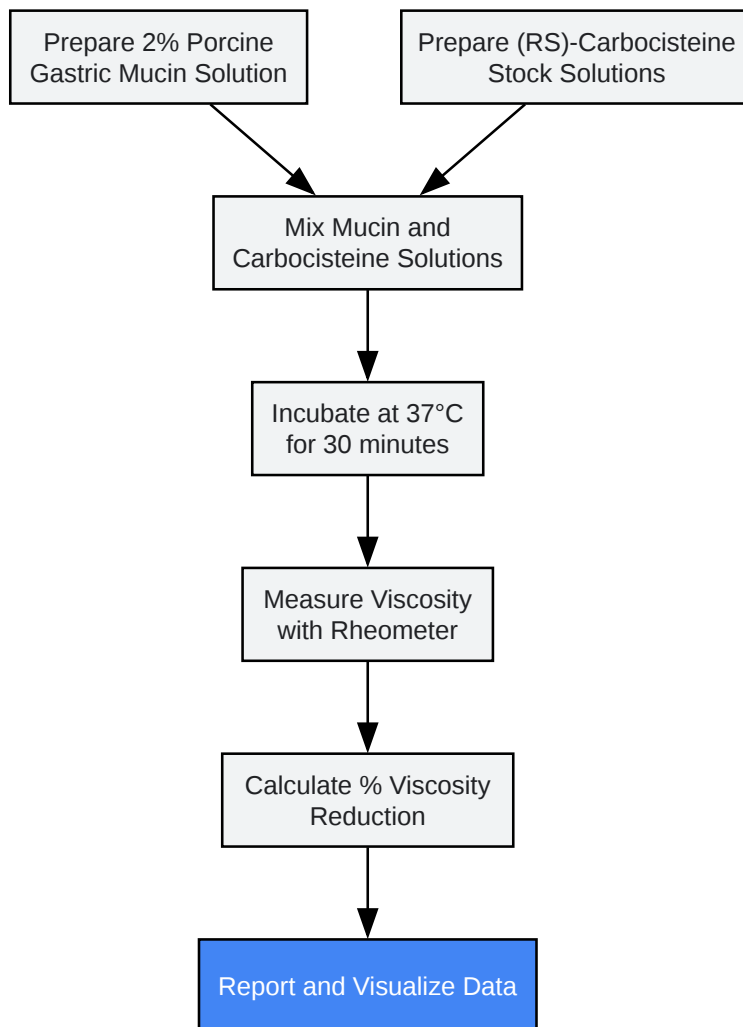 Prepare 2% Porcine
Gastric Mucin Solution
Prepare (RS)-Carbocisteine
Stock Solutions
Mix Mucin and
Carbocisteine Solutions
Incubate at 37°C
for 30 minutes
Measure Viscosity
with Rheometer
Calculate % Viscosity
Reduction
Report and Visualize Data